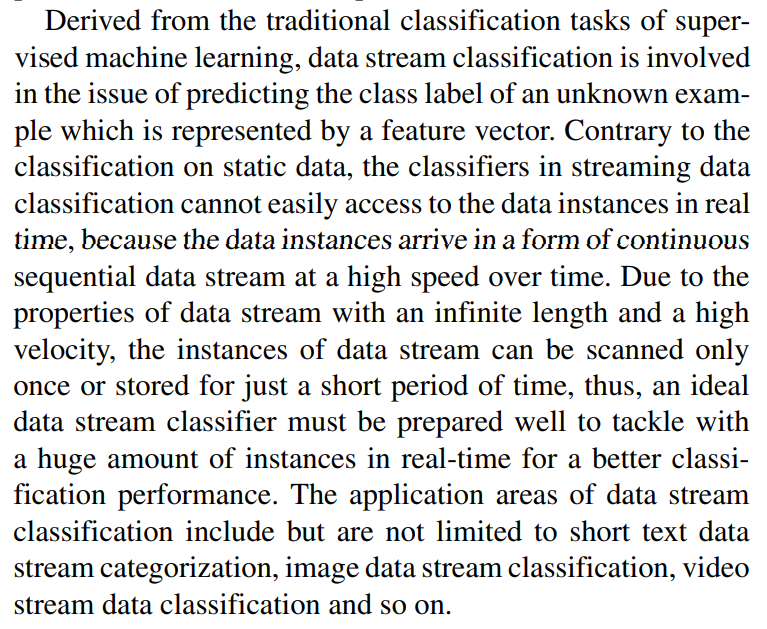 Derived from the traditional classification tasks of super-
vised machine learning, data stream classification is involved
in the issue of predicting the class label of an unknown exam-
ple which is represented by a feature vector. Contrary to the
classification on static data, the classifiers in streaming data
classification cannot easily access to the data instances in real
time, because the data instances arrive in a form of continuous
sequential data stream at a high speed over time. Due to the
properties of data stream with an infinite length and a high
velocity, the instances of data stream can be scanned only
once or stored for just a short period of time, thus, an ideal
data stream classifier must be prepared well to tackle with
a huge amount of instances in real-time for a better classi-
fication performance. The application areas of data stream
classification include but are not limited to short text data
stream categorization, image data stream classification, video
stream data classification and so on.